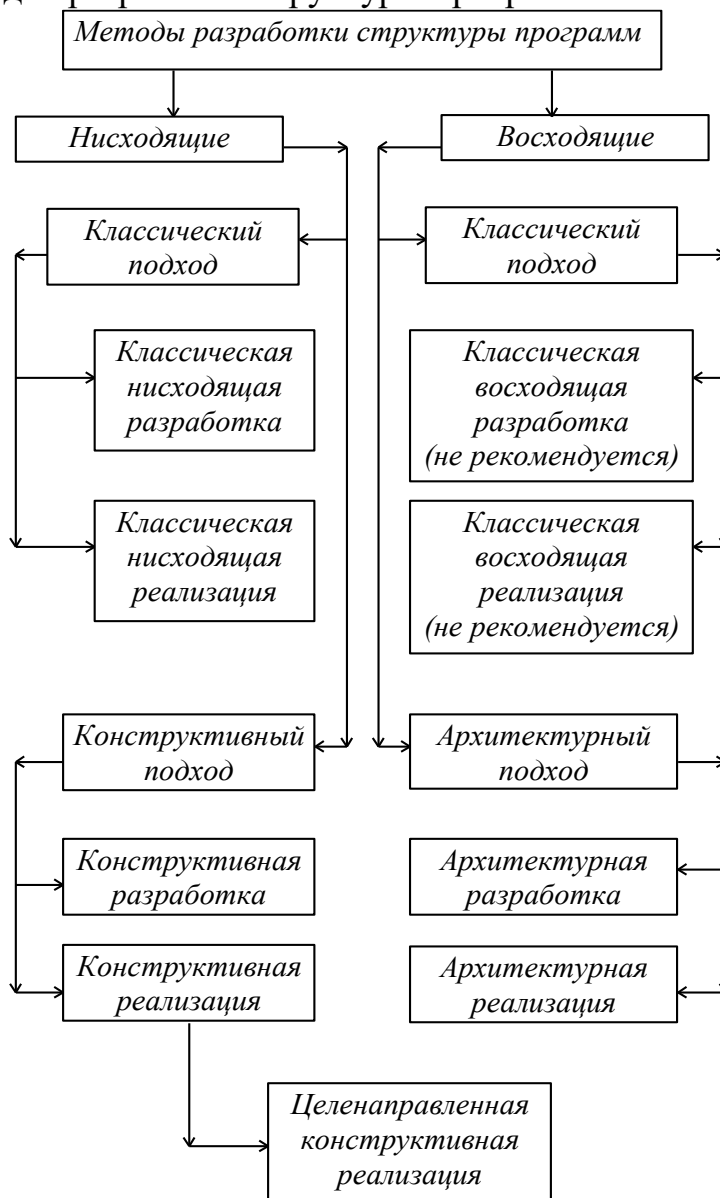 Методы разработки структуры программ
Нисходящие
Восходящие
Классический
подход
Классический
подход
Классическая
нисходящая
разработка
Классическая
восходящая
разработка
(не рекомендуется)
Классическая
нисходящая
реализация
Классическая
восходящая
реализация
(не рекомендуется)
Конструктивный
подход
Архитектурный
подход
Конструктивная
разработка
Архитектурная
разработка
Конструктивная
реализация
Архитектурная
реализация
Целенаправленная
конструктивная
реализация